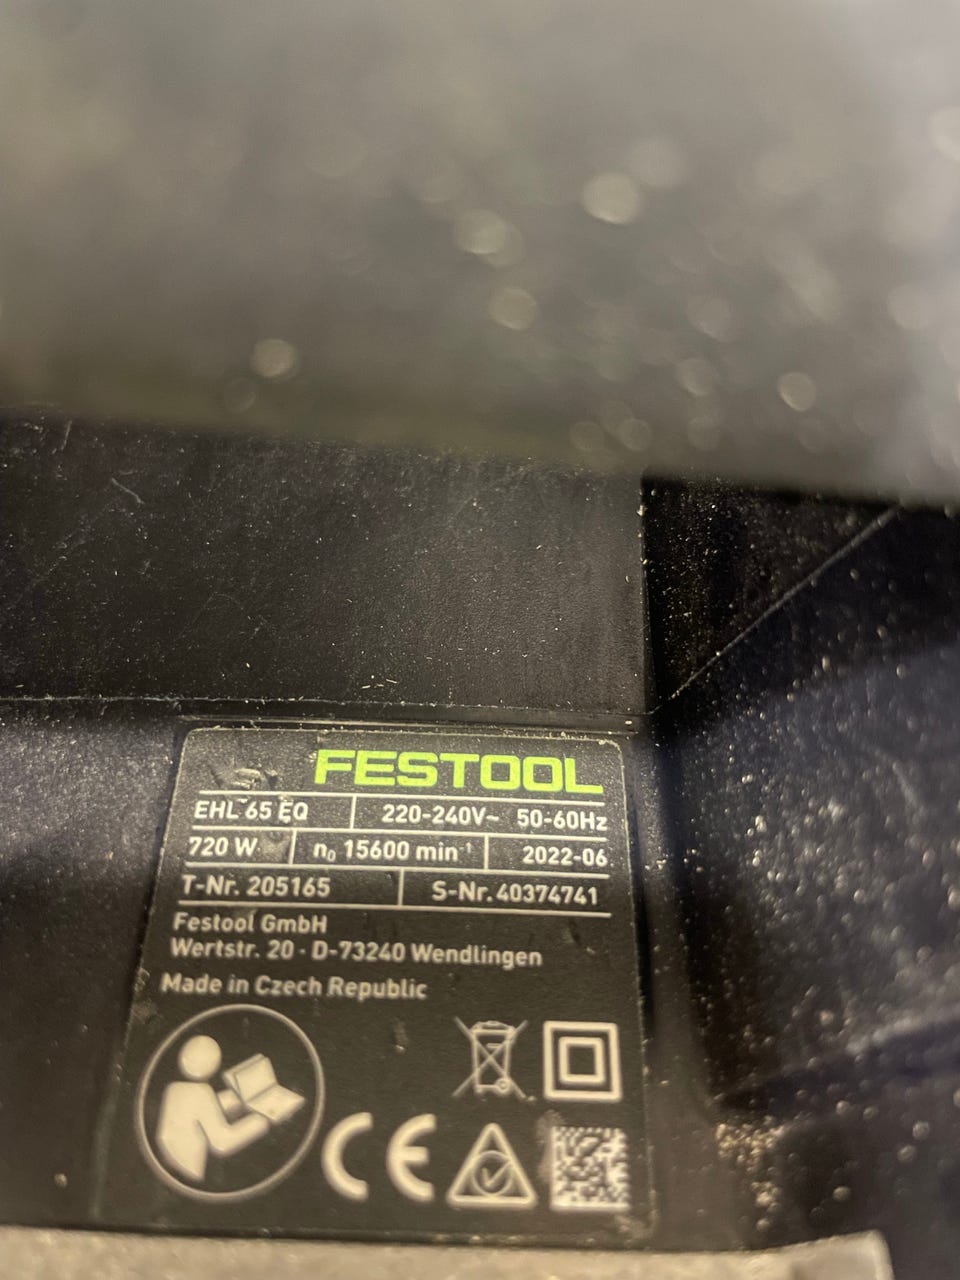 FESTOOL
EHL 65 EQ 220-240V~ 50-60Hz
720 W n₀ 15600 min⁻¹ 2022-06
T-Nr. 205165 S-Nr. 40374741
Festool GmbH
Wertstr. 20 · D-73240 Wendlingen
Made in Czech Republic
CE